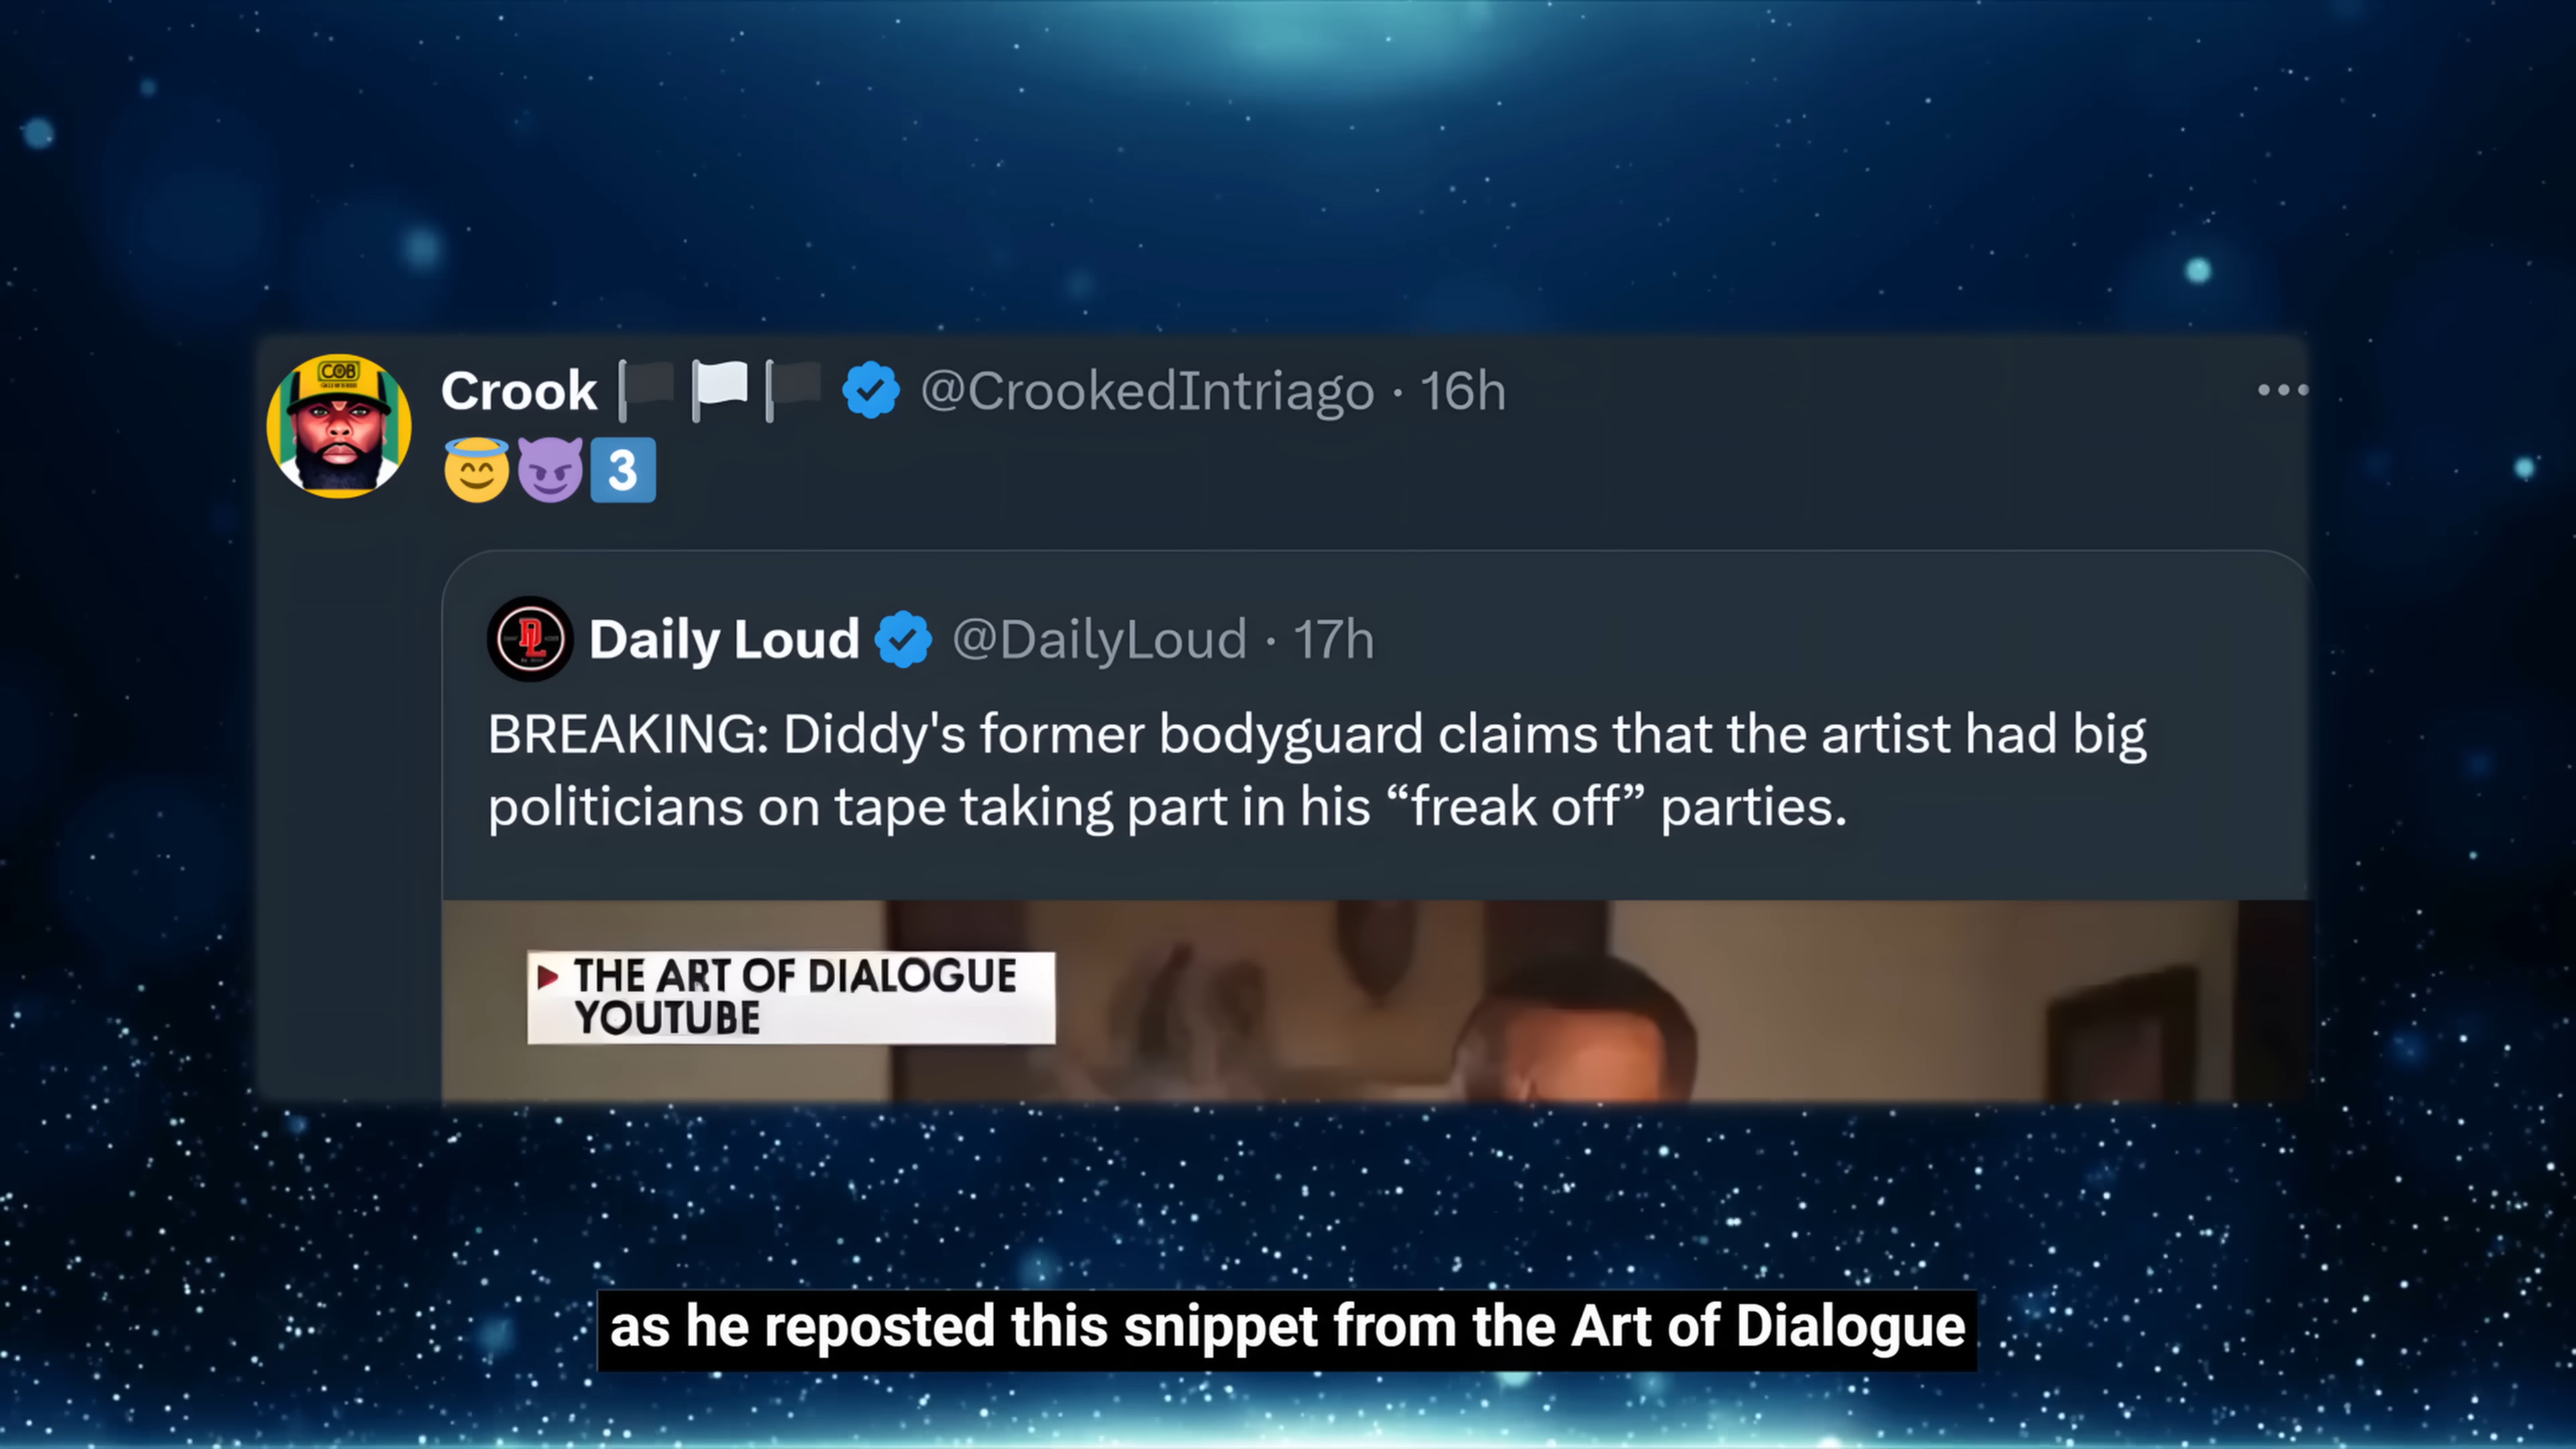 COB
Crook 🏴🏳️🏴 @CrookedIntriago · 16h
😇😈3️⃣
DL
Daily Loud @DailyLoud · 17h
BREAKING: Diddy's former bodyguard claims that the artist had big
politicians on tape taking part in his “freak off” parties.
THE ART OF DIALOGUE
YOUTUBE
as he reposted this snippet from the Art of Dialogue